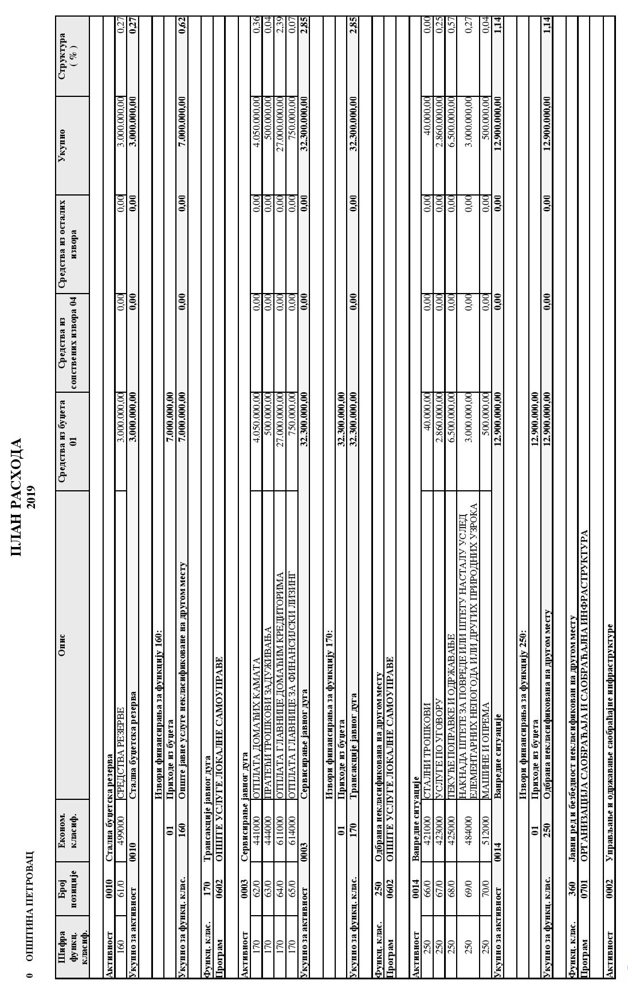 ПЛАН РАСХОДА
2019
0 ОПШТИНА ПЕТРОВАЦ
Шифра функц. класиф. Број позиције Економ. класиф. Опис Средства из буџета 01 Средства из сопствених извора 04 Средства из осталих извора Укупно Структура ( % )
Активност 0010 Стална буџетска резерва
160 61/0 499000 СРЕДСТВА РЕЗЕРВЕ 3.000.000,00 0,00 0,00 3.000.000,00 0,27
Укупно за активност 0010 Стална буџетска резерва 3.000.000,00 0,00 0,00 3.000.000,00 0,27
Извори финансирања за функцију 160:
01 Приходе из буџета 7.000.000,00
Укупно за функц. клас. 160 Опште јавне услуге некласификоване на другом месту 7.000.000,00 0,00 0,00 7.000.000,00 0,62
Функц. клас. 170 Трансакције јавног дуга
Програм 0602 ОПШТЕ УСЛУГЕ ЛОКАЛНЕ САМОУПРАВЕ
Активност 0003 Сервисирање јавног дуга
170 62/0 441000 ОТПЛАТА ДОМАЋИХ КАМАТА 4.050.000,00 0,00 0,00 4.050.000,00 0,36
170 63/0 444000 ПРАТЕЋИ ТРОШКОВИ ЗАДУЖИВАЊА 500.000,00 0,00 0,00 500.000,00 0,04
170 64/0 611000 ОТПЛАТА ГЛАВНИЦЕ ДОМАЋИМ КРЕДИТОРИМА 27.000.000,00 0,00 0,00 27.000.000,00 2,39
170 65/0 614000 ОТПЛАТА ГЛАВНИЦЕ ЗА ФИНАНСИЈСКИ ЛИЗИНГ 750.000,00 0,00 0,00 750.000,00 0,07
Укупно за активност 0003 Сервисирање јавног дуга 32.300.000,00 0,00 0,00 32.300.000,00 2,85
Извори финансирања за функцију 170:
01 Приходе из буџета 32.300.000,00
Укупно за функц. клас. 170 Трансакције јавног дуга 32.300.000,00 0,00 0,00 32.300.000,00 2,85
Функц. клас. 250 Одбрана некласификована на другом месту
Програм 0602 ОПШТЕ УСЛУГЕ ЛОКАЛНЕ САМОУПРАВЕ
Активност 0014 Ванредне ситуације
250 66/0 421000 СТАЛНИ ТРОШКОВИ 40.000,00 0,00 0,00 40.000,00 0,00
250 67/0 423000 УСЛУГЕ ПО УГОВОРУ 2.860.000,00 0,00 0,00 2.860.000,00 0,25
250 68/0 425000 ТЕКУЋЕ ПОПРАВКЕ И ОДРЖАВАЊЕ 6.500.000,00 0,00 0,00 6.500.000,00 0,57
250 69/0 484000 НАКНАДА ШТЕТЕ ЗА ПОВРЕДЕ ИЛИ ШТЕТУ НАСТАЛУ УСЛЕД ЕЛЕМЕНТАРНИХ НЕПОГОДА ИЛИ ДРУГИХ ПРИРОДНИХ УЗРОКА 3.000.000,00 0,00 0,00 3.000.000,00 0,27
250 70/0 512000 МАШИНЕ И ОПРЕМА 500.000,00 0,00 0,00 500.000,00 0,04
Укупно за активност 0014 Ванредне ситуације 12.900.000,00 0,00 0,00 12.900.000,00 1,14
Извори финансирања за функцију 250:
01 Приходе из буџета 12.900.000,00
Укупно за функц. клас. 250 Одбрана некласификована на другом месту 12.900.000,00 0,00 0,00 12.900.000,00 1,14
Функц. клас. 360 Јавни ред и безбедност некласификован на другом месту
Програм 0701 ОРГАНИЗАЦИЈА САОБРАЋАЈА И САОБРАЋАЈНА ИНФРАСТРУКТУРА
Активност 0002 Управљање и одржавање саобраћајне инфраструктуре